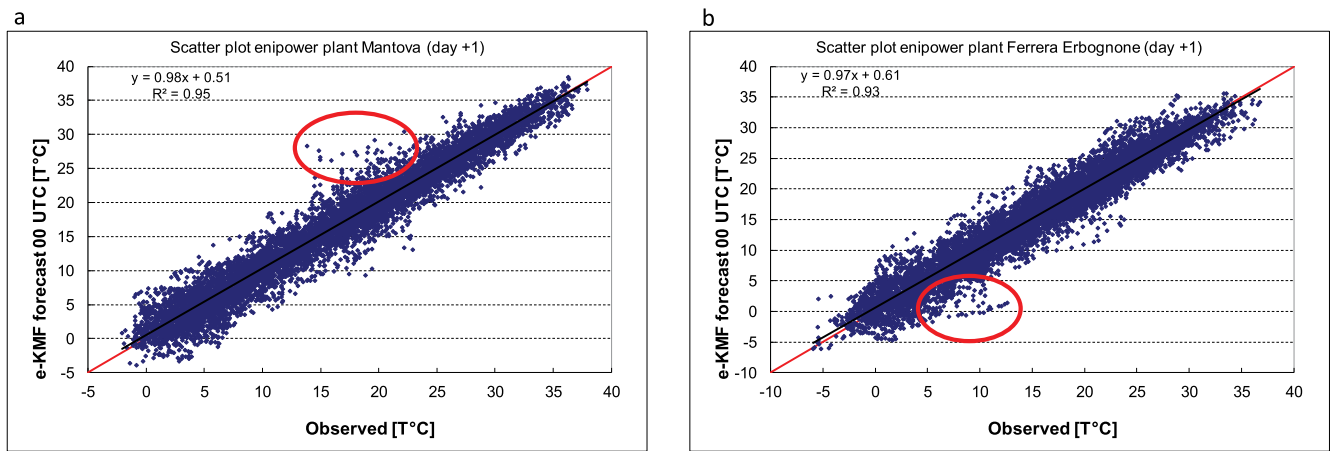 a
Scatter plot enipower plant Mantova (day +1)
y = 0.98x + 0.51
R² = 0.95
e-KMF forecast 00 UTC [T°C]
40
35
30
25
20
15
10
5
0
-5
-5 0 5 10 15 20 25 30 35 40
Observed [T°C]
b
Scatter plot enipower plant Ferrera Erbognone (day +1)
y = 0.97x + 0.61
R² = 0.93
e-KMF forecast 00 UTC [T°C]
40
35
30
25
20
15
10
5
0
-5
-10
-10 -5 0 5 10 15 20 25 30 35 40
Observed [T°C]